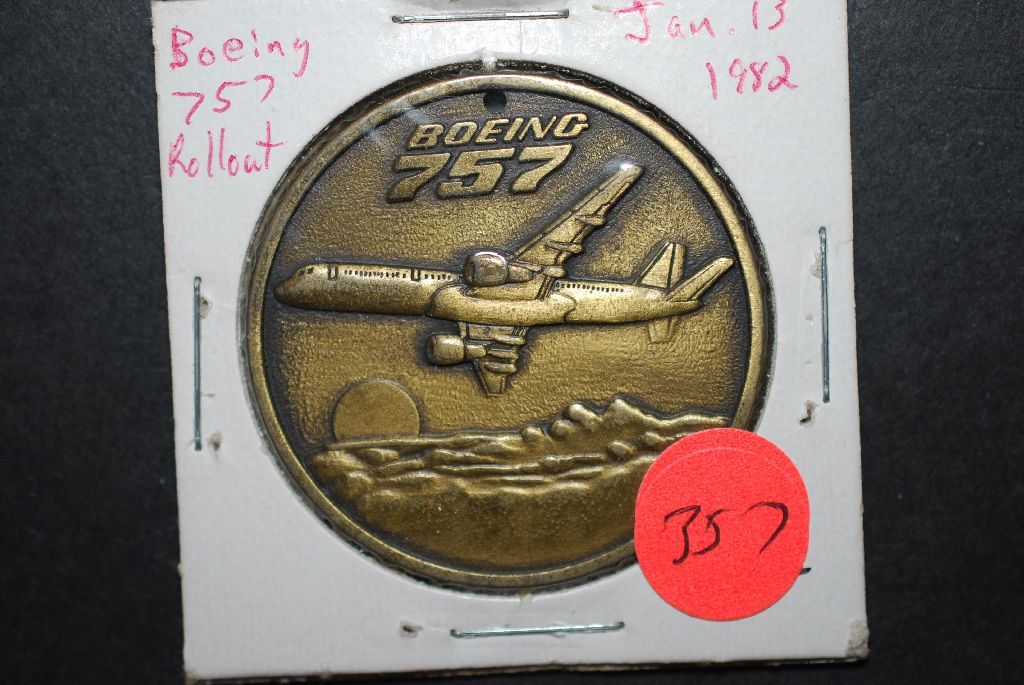 Boeing
757
Rollout
Jan. 13
1982
BOEING
757
357